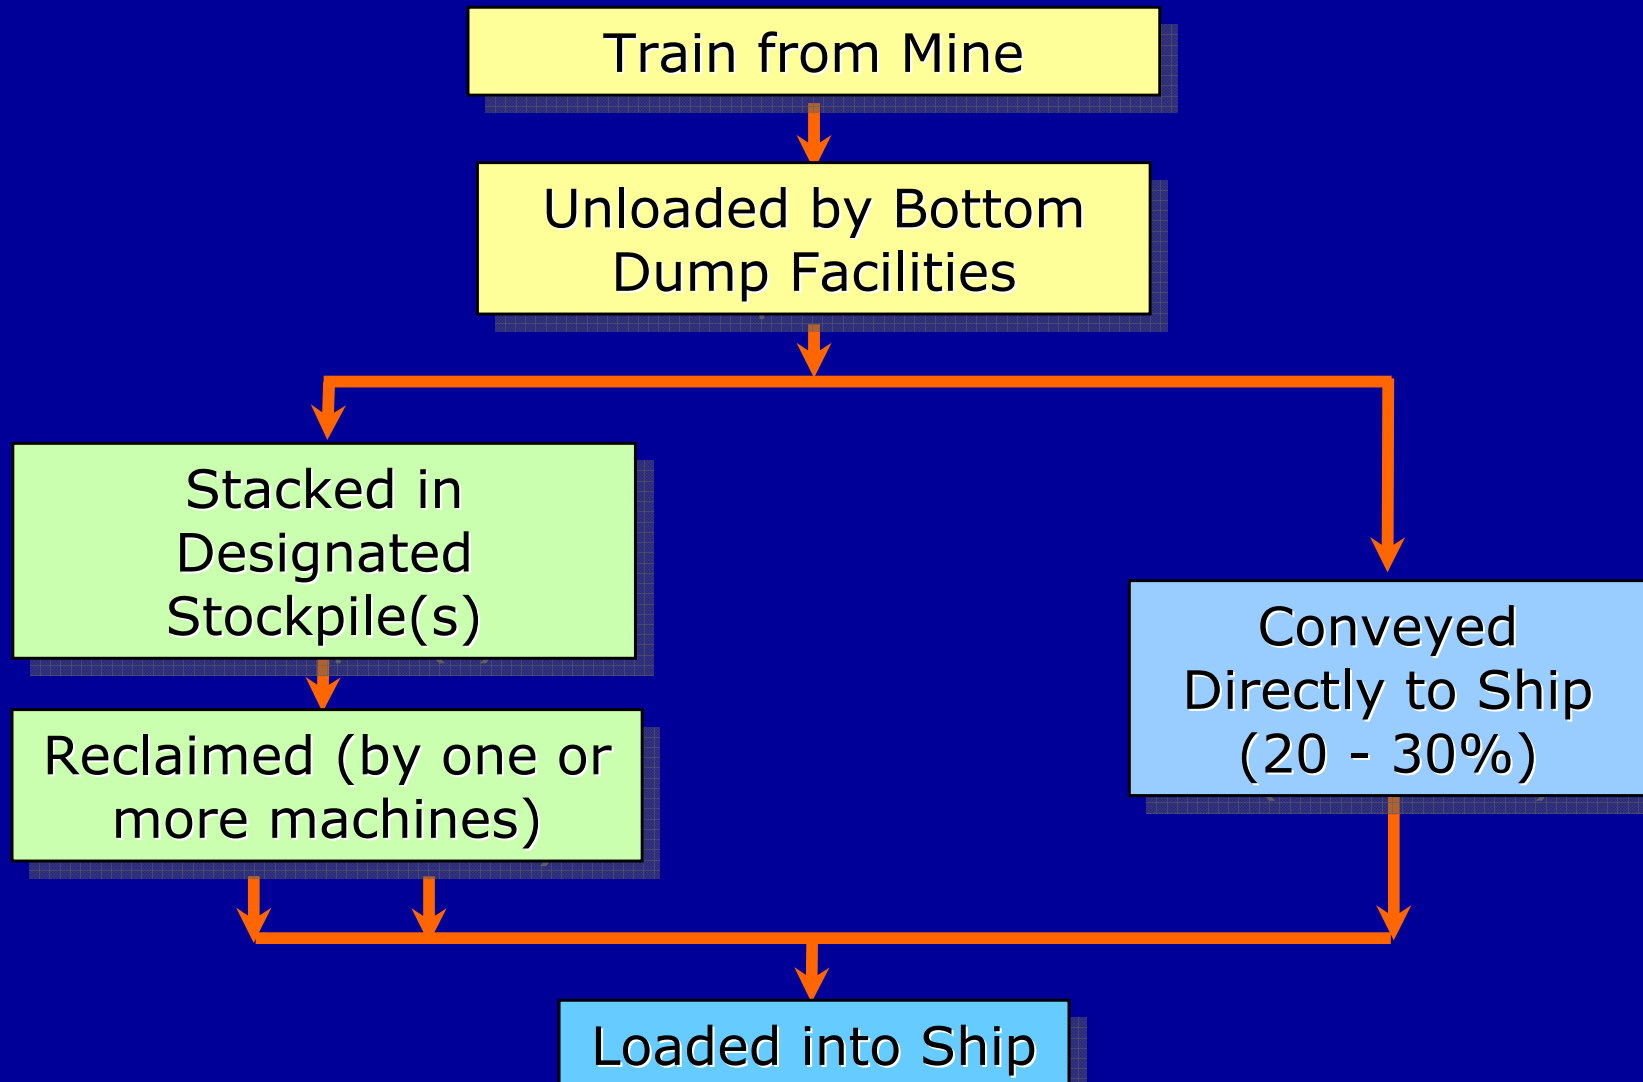 Train from Mine
Unloaded by Bottom
Dump Facilities
Stacked in
Designated
Stockpile(s)
Reclaimed (by one or
more machines)
Conveyed
Directly to Ship
(20 - 30%)
Loaded into Ship